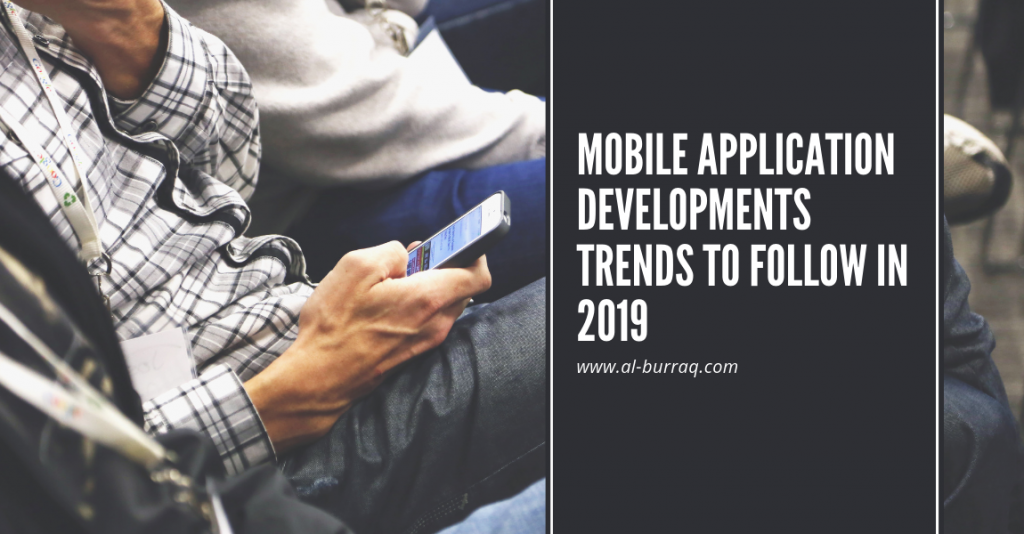 MOBILE APPLICATION
DEVELOPMENTS
TRENDS TO FOLLOW IN
2019
www.al-burraq.com